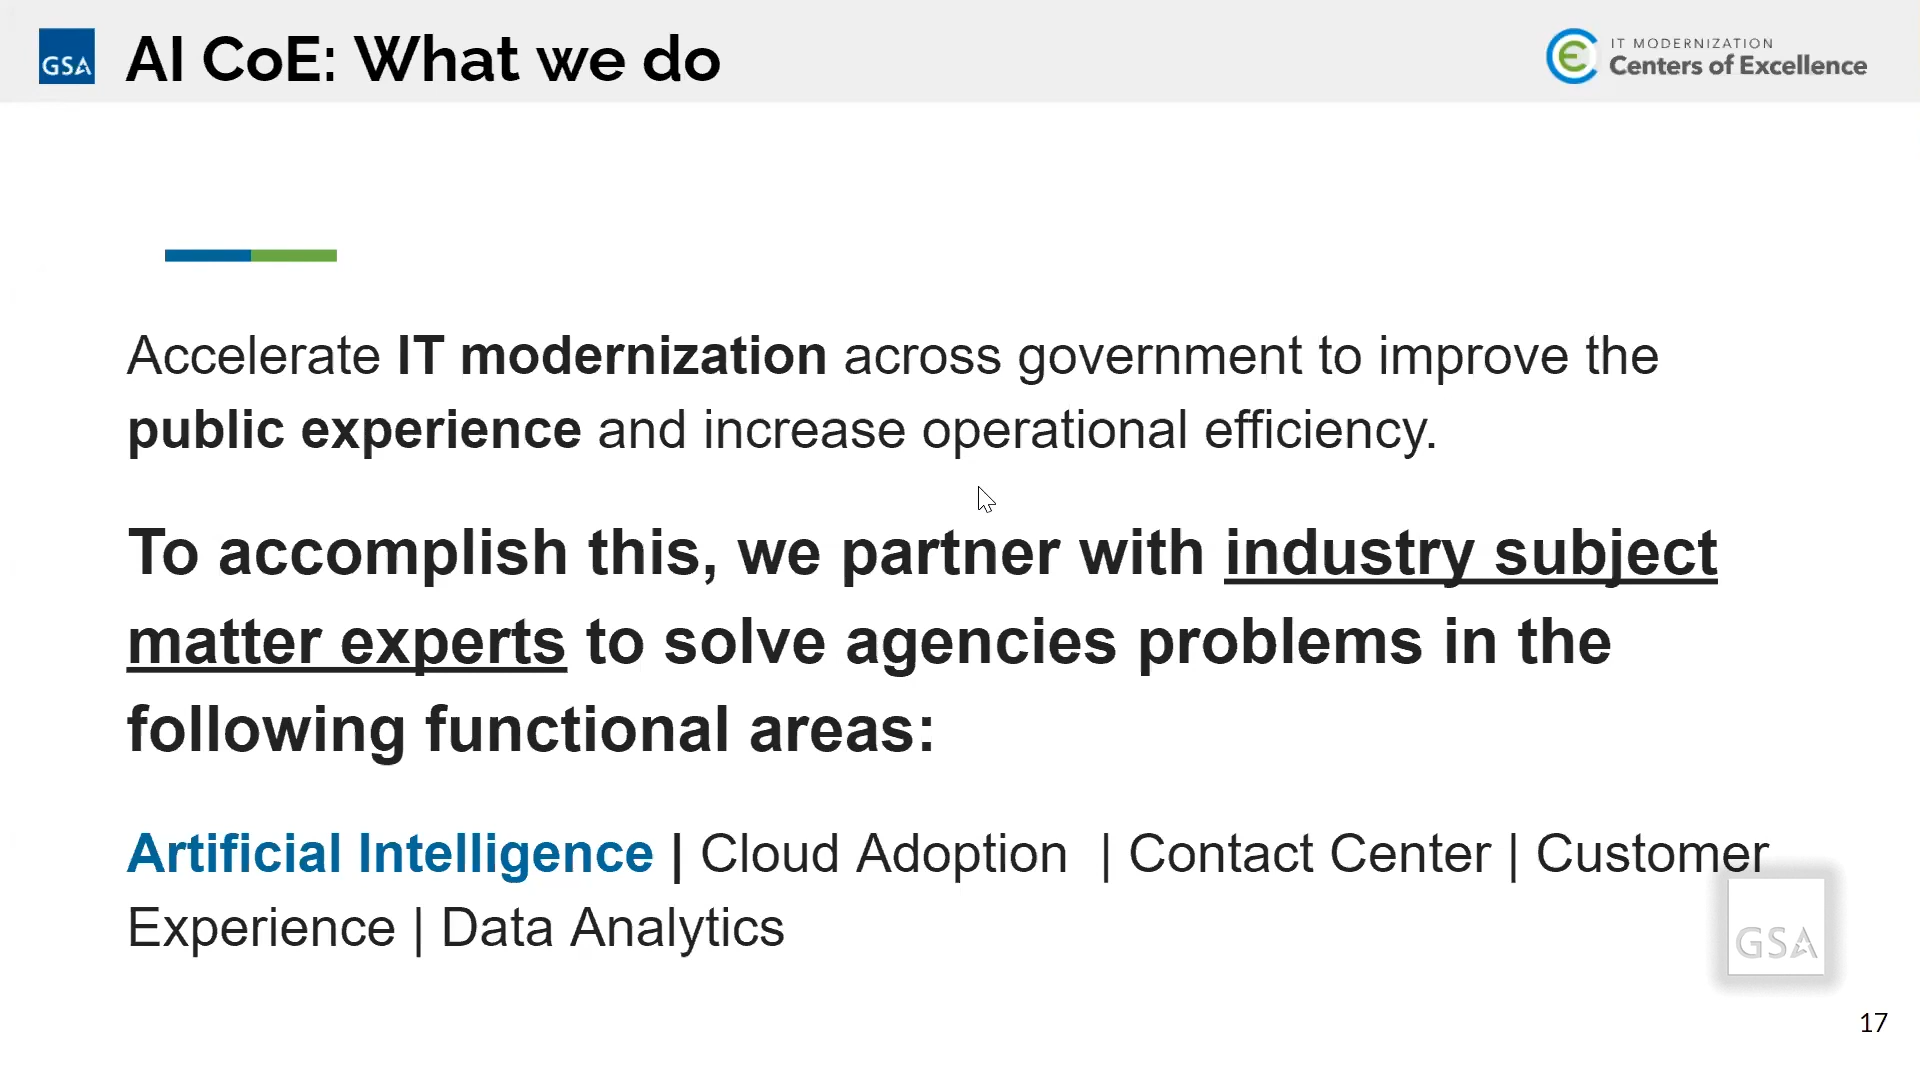 GSA
AI CoE: What we do
IT MODERNIZATION
Centers of Excellence
Accelerate IT modernization across government to improve the
public experience and increase operational efficiency.
To accomplish this, we partner with industry subject
matter experts to solve agencies problems in the
following functional areas:
Artificial Intelligence | Cloud Adoption  | Contact Center | Customer
Experience | Data Analytics
GSA
17